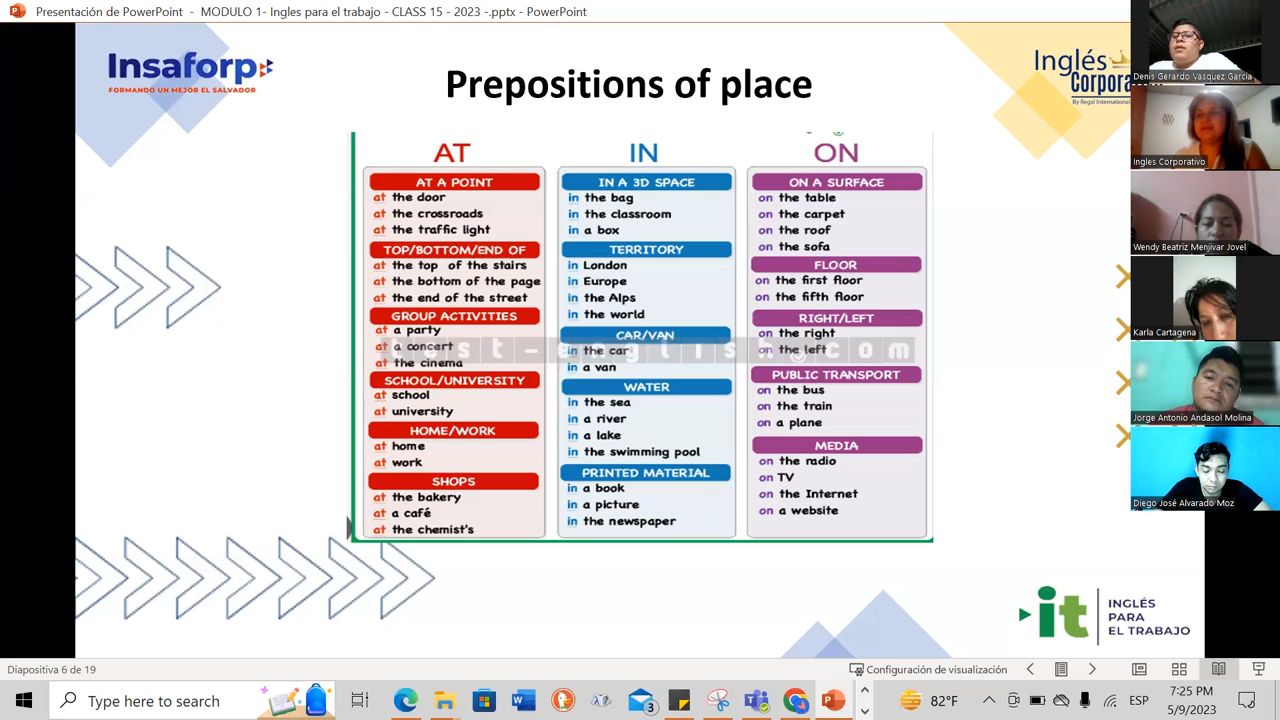 Presentación de PowerPoint - MODULO 1- Ingles para el trabajo - CLASS 15 - 2023 -.pptx - PowerPoint
Insaforp
FORMANDO UN MEJOR EL SALVADOR
Prepositions of place
Inglés
By Regal International
AT
AT A POINT
at the door
at the crossroads
at the traffic light
TOP/BOTTOM/END OF
at the top of the stairs
at the bottom of the page
at the end of the street
GROUP ACTIVITIES
at a party
at a concert
at the cinema
SCHOOL/UNIVERSITY
at school
at university
HOME/WORK
at home
at work
SHOPS
at the bakery
at a café
at the chemist's
IN
IN A 3D SPACE
in the bag
in the classroom
in a box
TERRITORY
in London
in Europe
in the Alps
in the world
CAR/VAN
in the car
in a van
WATER
in the sea
in a river
in a lake
in the swimming pool
PRINTED MATERIAL
in a book
in a picture
in the newspaper
ON
ON A SURFACE
on the table
on the carpet
on the roof
on the sofa
FLOOR
on the first floor
on the fifth floor
RIGHT/LEFT
on the right
on the left
PUBLIC TRANSPORT
on the bus
on the train
on a plane
MEDIA
on the radio
on TV
on the Internet
on a website
test-english.com
Denis Gerardo Vasquez Garcia
Ingles Corporativo
Wendy Beatriz Menjivar Jovel
Karla Cartagena
Jorge Antonio Andasol Molina
Diego José Alvarado Moz
it
INGLÉS
PARA
EL TRABAJO
Diapositiva 6 de 19
Configuración de visualización
Type here to search
3
82°F
ESP
7:25 PM
5/9/2023